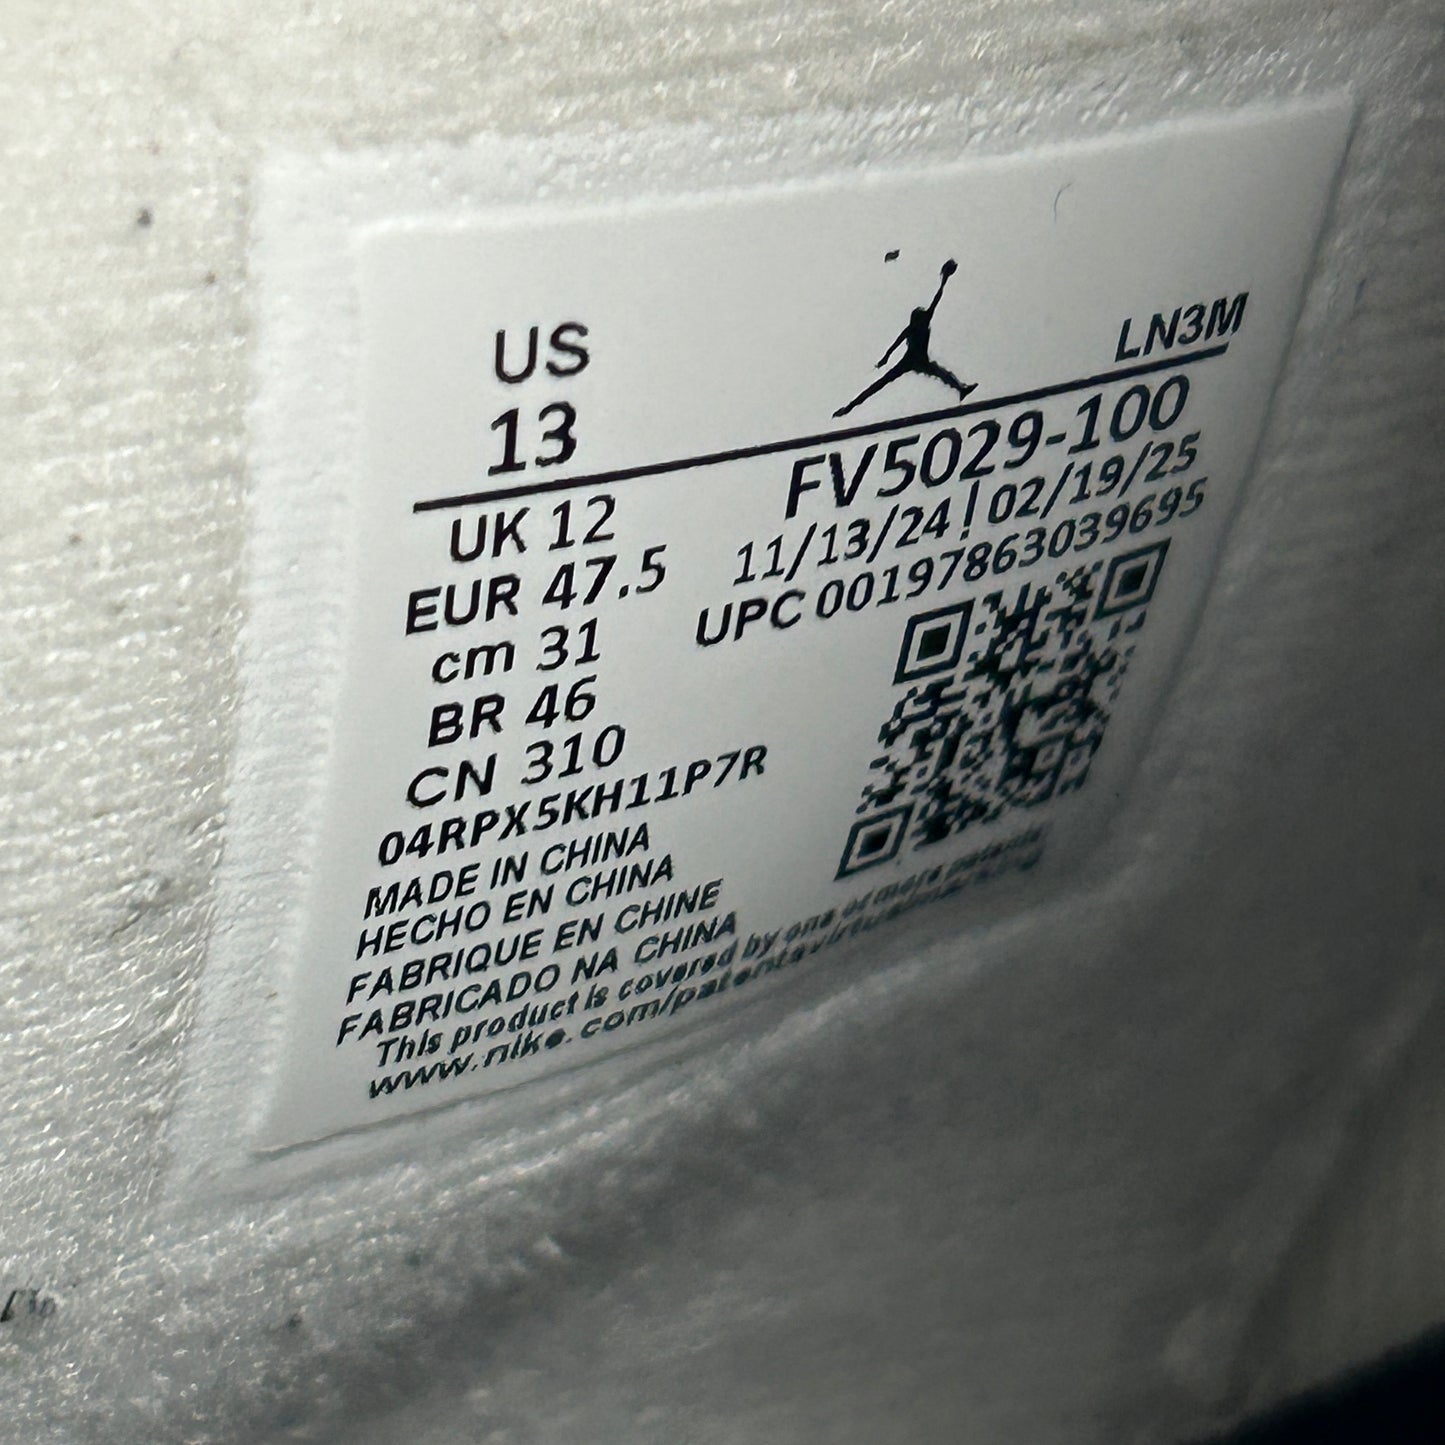 US
13
LN3M
UK 12
EUR 47.5
cm 31
BR 46
CN 310
FV5029-100
11/13/24 ! 02/19/25
UPC 00197863039695
04RPX5KH11P7R
MADE IN CHINA
HECHO EN CHINA
FABRIQUE EN CHINE
FABRICADO NA CHINA
This product is covered by one or more patents
www.nike.com/patentsvirtualmarking